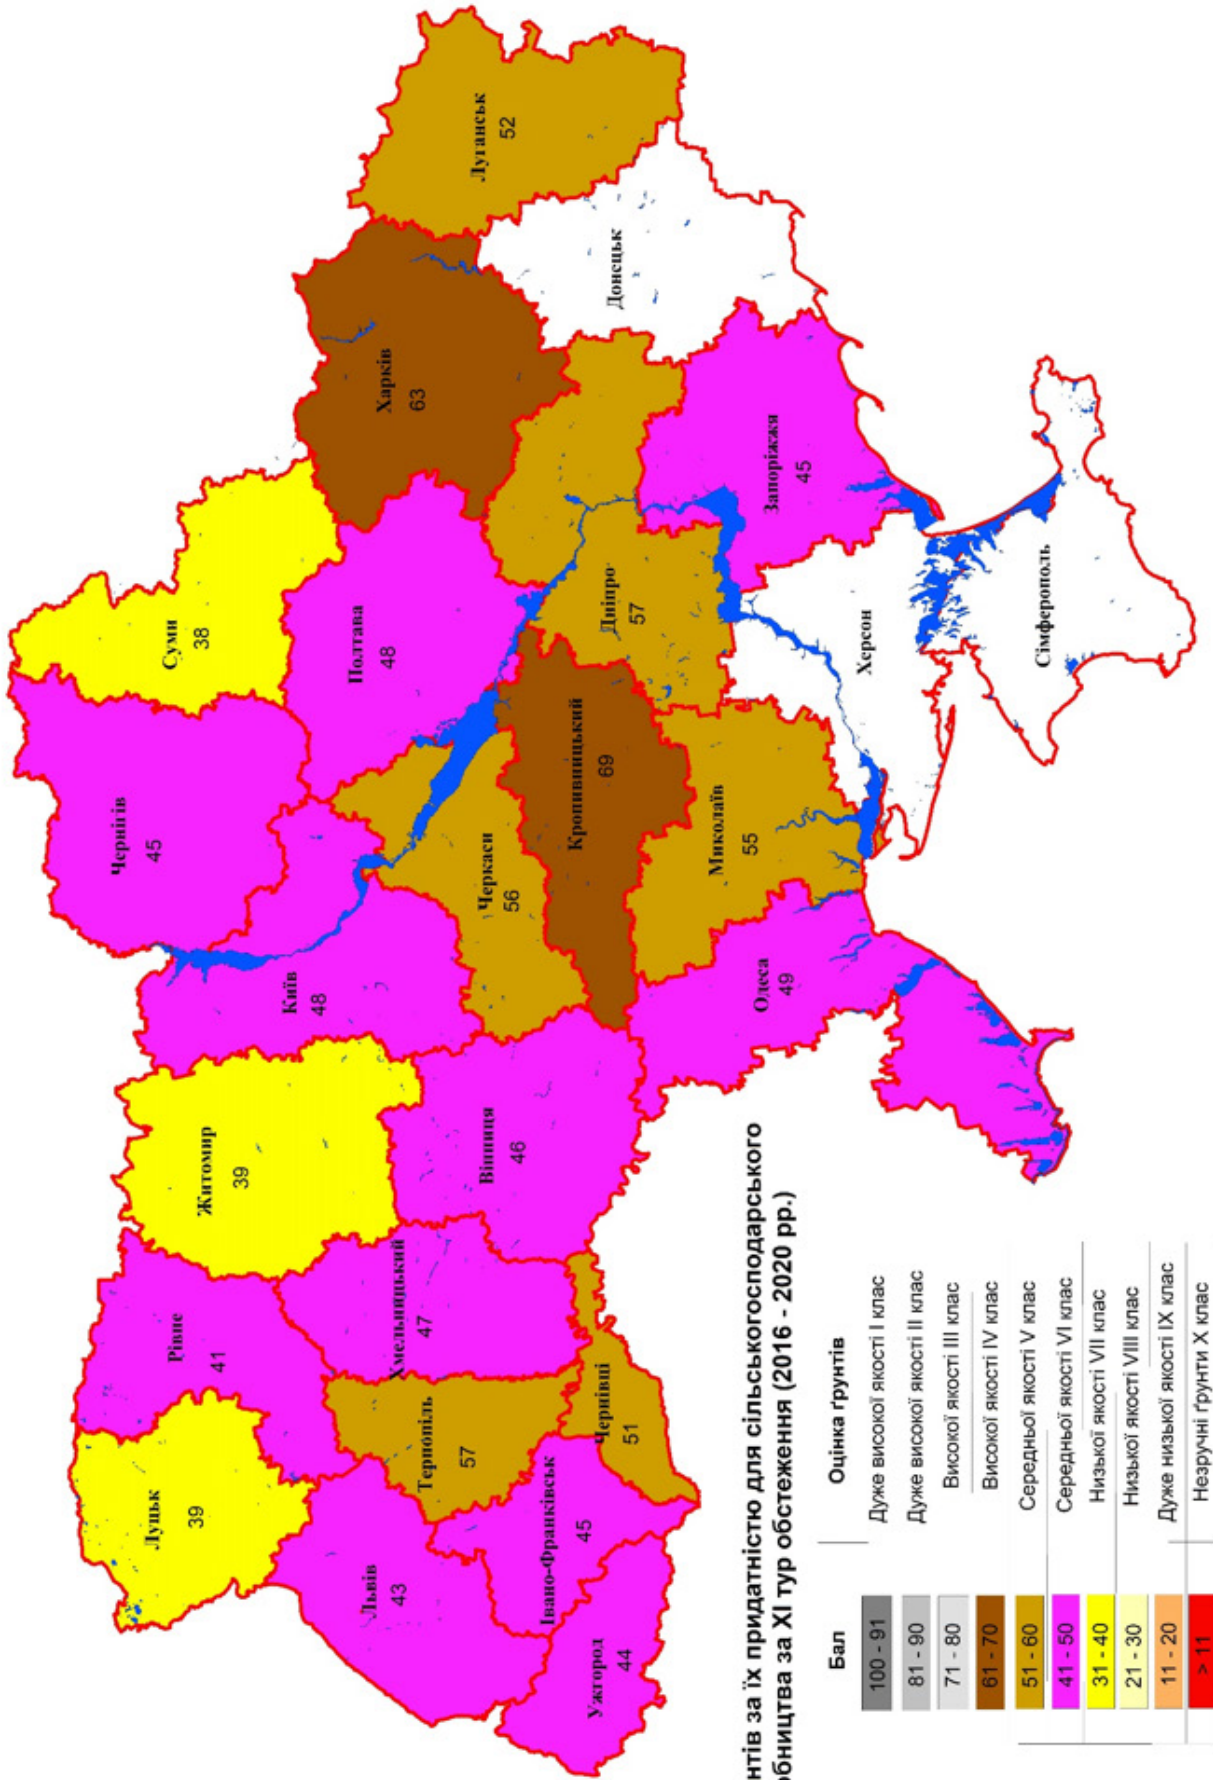 Луцьк
39
Рівне
41
Житомир
39
Чернігів
45
Суми
38
Львів
43
Тернопіль
57
Хмельницький
47
Київ
48
Полтава
48
Харків
63
Луганськ
52
Ужгород
44
Івано-Франківськ
45
Чернівці
51
Вінниця
46
Черкаси
56
Кропивницький
69
Дніпро
57
Донецьк
Одеса
49
Миколаїв
55
Запоріжжя
45
Херсон
Сімферополь
нтів за їх придатністю для сільськогосподарського
обництва за XI тур обстеження (2016 - 2020 рр.)
Бал Оцінка ґрунтів
100 - 91 Дуже високої якості I клас
81 - 90 Дуже високої якості II клас
71 - 80 Високої якості III клас
61 - 70 Високої якості IV клас
51 - 60 Середньої якості V клас
41 - 50 Середньої якості VI клас
31 - 40 Низької якості VII клас
21 - 30 Низької якості VIII клас
11 - 20 Дуже низької якості IX клас
> 11 Незручні ґрунти X клас